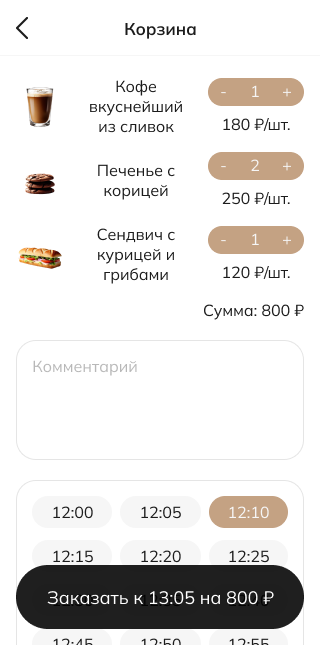 Корзина
Кофе
вкуснейший
из сливок
- 1 +
180 ₽/шт.
Печенье с
корицей
- 2 +
250 ₽/шт.
Сендвич с
курицей и
грибами
- 1 +
120 ₽/шт.
Сумма: 800 ₽
Комментарий
12:00 12:05 12:10
12:15 12:20 12:25
Заказать к 13:05 на 800 ₽
12:45 12:50 12:55